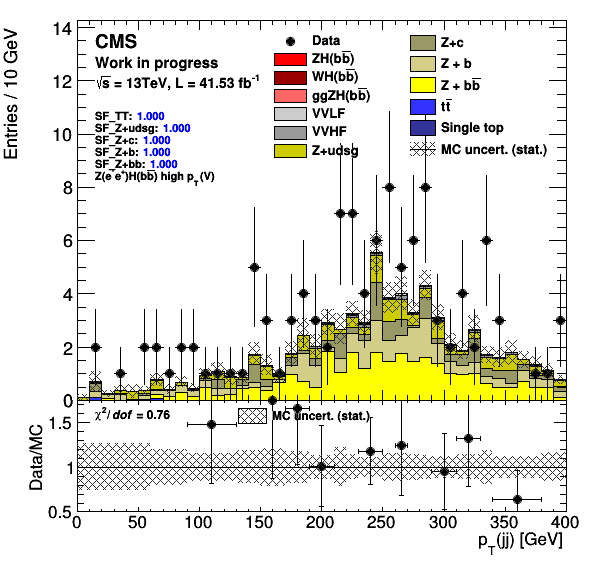 CMS
Work in progress
√s = 13TeV, L = 41.53 fb⁻¹
SF_TT: 1.000
SF_Z+udsg: 1.000
SF_Z+c: 1.000
SF_Z+b: 1.000
SF_Z+bb: 1.000
Z(e⁻e⁺)H(bb̅) high p_T(V)
Data
ZH(bb̅)
WH(bb̅)
ggZH(bb̅)
VVLF
VVHF
Z+udsg
Z+c
Z + b
Z + bb̅
tt̅
Single top
MC uncert. (stat.)
Entries / 10 GeV
14
12
10
8
6
4
2
0
χ²/dof = 0.76
MC uncert. (stat.)
Data/MC
1.5
1
0.5
0 50 100 150 200 250 300 350 400
p_T(jj) [GeV]